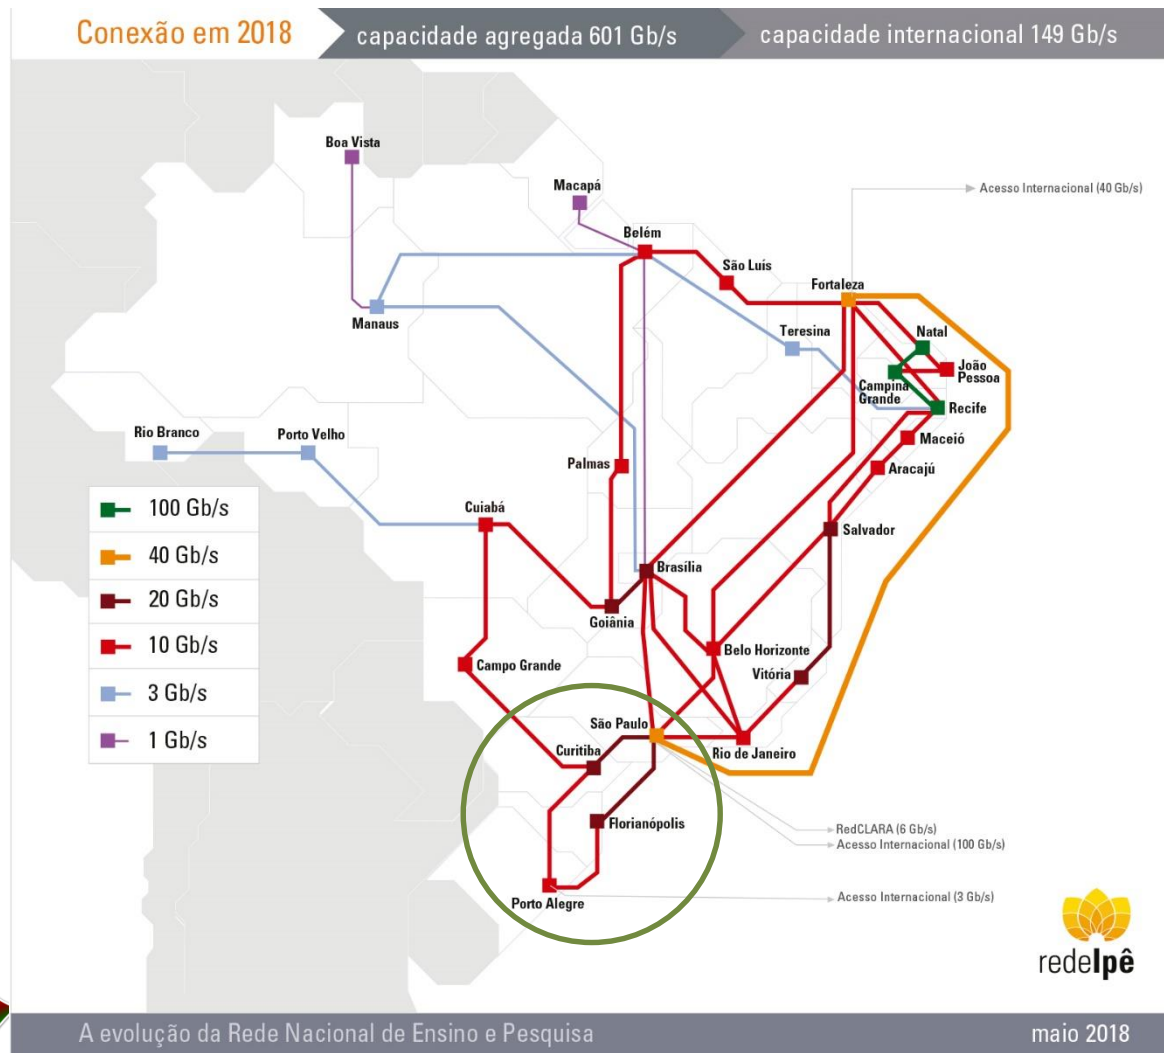 Conexão em 2018
capacidade agregada 601 Gb/s
capacidade internacional 149 Gb/s
Boa Vista
Macapá
Acesso Internacional (40 Gb/s)
Belém
São Luís
Fortaleza
Manaus
Teresina
Natal
João
Pessoa
Campina
Grande
Recife
Rio Branco
Porto Velho
Maceió
Palmas
Aracajú
Cuiabá
100 Gb/s
40 Gb/s
20 Gb/s
10 Gb/s
3 Gb/s
1 Gb/s
Salvador
Brasília
Goiânia
Belo Horizonte
Campo Grande
Vitória
São Paulo
Curitiba
Rio de Janeiro
Florianópolis
RedCLARA (6 Gb/s)
Acesso Internacional (100 Gb/s)
Porto Alegre
Acesso Internacional (3 Gb/s)
redeIpê
A evolução da Rede Nacional de Ensino e Pesquisa
maio 2018